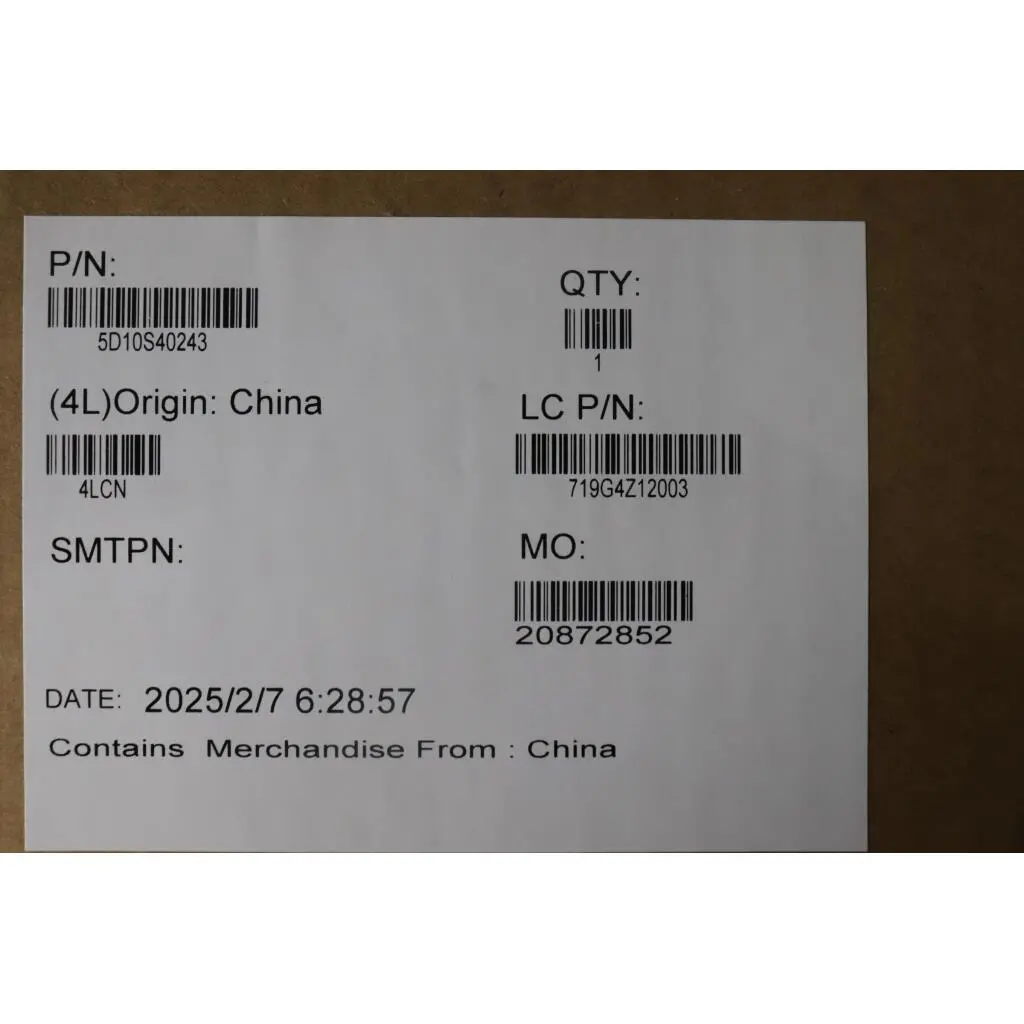 P/N:
5D10S40243
QTY:
1
(4L)Origin: China
4LCN
LC P/N:
719G4Z12003
SMTPN:
MO:
20872852
DATE: 2025/2/7 6:28:57
Contains Merchandise From : China